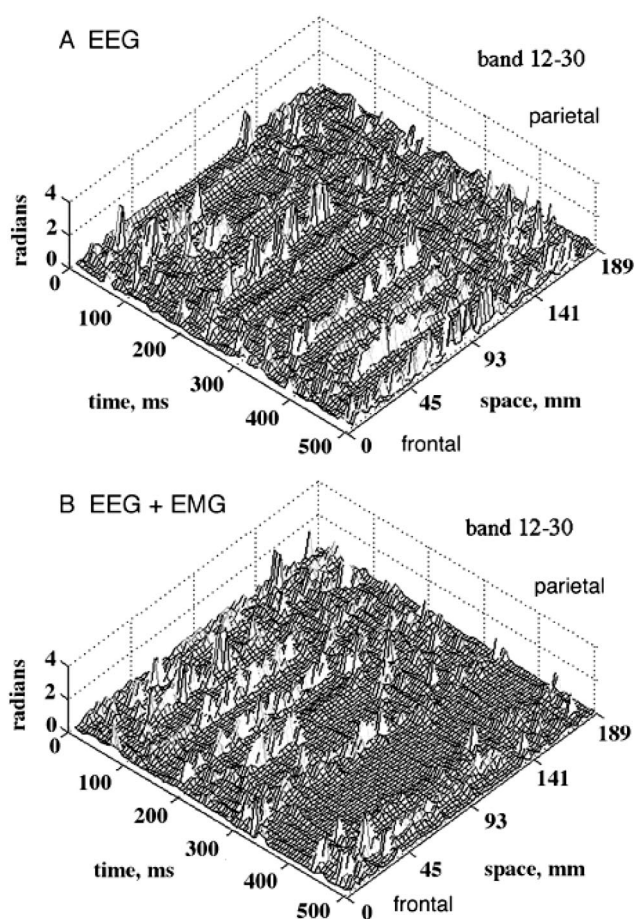 A EEG
band 12-30
parietal
4
2
0
radians
0
100
200
300
400
500
time, ms
189
141
93
45
0
space, mm
frontal
B EEG + EMG
band 12-30
parietal
4
2
0
radians
0
100
200
300
400
500
time, ms
189
141
93
45
0
space, mm
frontal